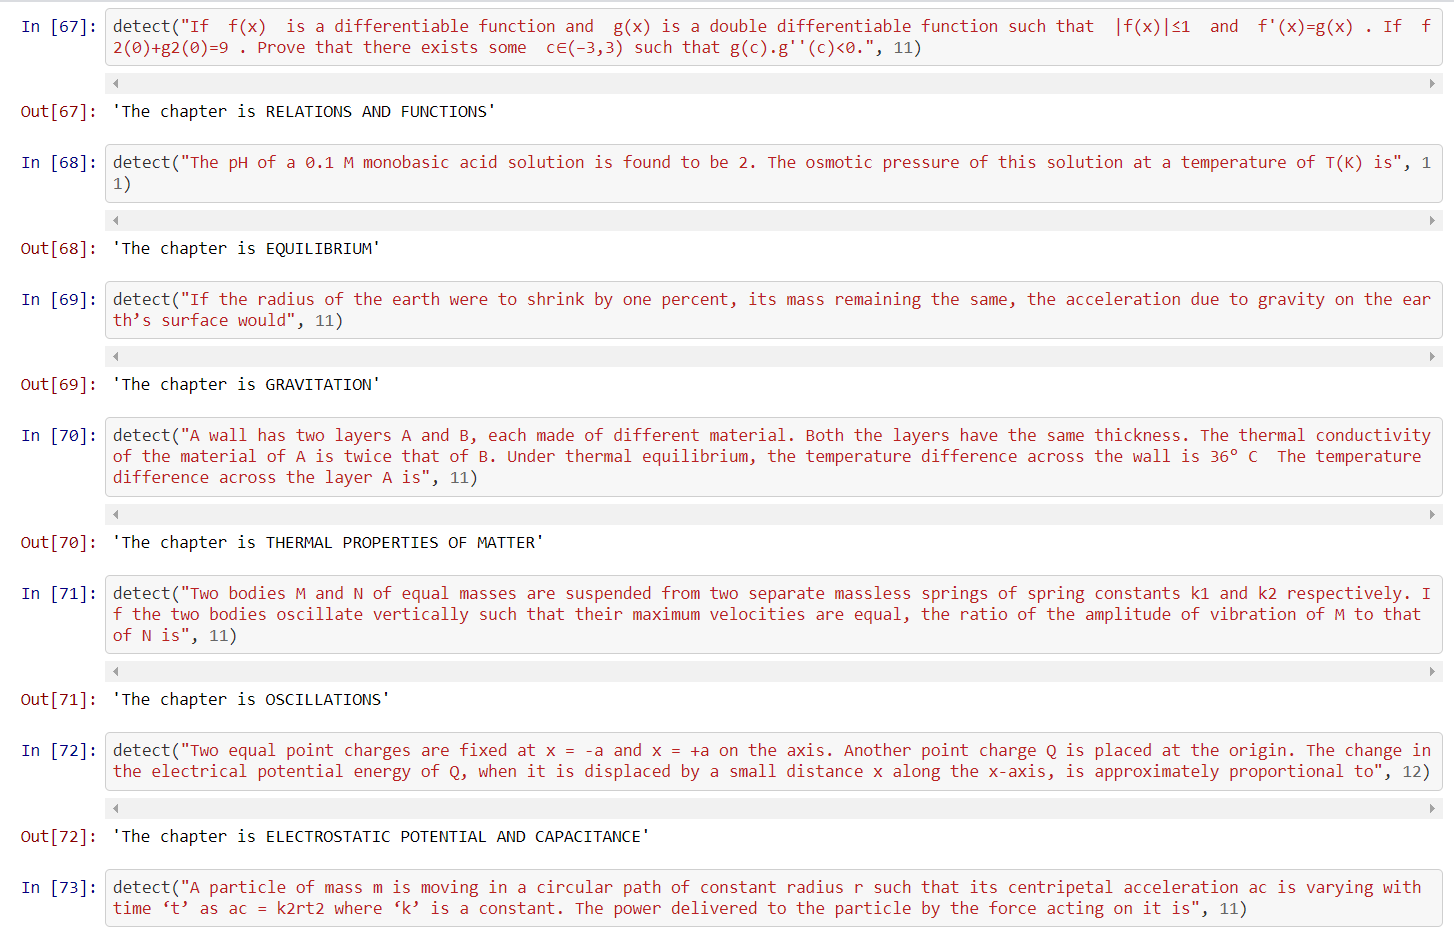 In [67]: detect("If  f(x)  is a differentiable function and  g(x) is a double differentiable function such that  |f(x)|≤1  and  f'(x)=g(x) . If  f
2(0)+g2(0)=9 . Prove that there exists some  c∈(−3,3) such that g(c).g''(c)<0.", 11)
Out[67]: 'The chapter is RELATIONS AND FUNCTIONS'
In [68]: detect("The pH of a 0.1 M monobasic acid solution is found to be 2. The osmotic pressure of this solution at a temperature of T(K) is", 1
1)
Out[68]: 'The chapter is EQUILIBRIUM'
In [69]: detect("If the radius of the earth were to shrink by one percent, its mass remaining the same, the acceleration due to gravity on the ear
th’s surface would", 11)
Out[69]: 'The chapter is GRAVITATION'
In [70]: detect("A wall has two layers A and B, each made of different material. Both the layers have the same thickness. The thermal conductivity
of the material of A is twice that of B. Under thermal equilibrium, the temperature difference across the wall is 36° C  The temperature
difference across the layer A is", 11)
Out[70]: 'The chapter is THERMAL PROPERTIES OF MATTER'
In [71]: detect("Two bodies M and N of equal masses are suspended from two separate massless springs of spring constants k1 and k2 respectively. I
f the two bodies oscillate vertically such that their maximum velocities are equal, the ratio of the amplitude of vibration of M to that
of N is", 11)
Out[71]: 'The chapter is OSCILLATIONS'
In [72]: detect("Two equal point charges are fixed at x = -a and x = +a on the axis. Another point charge Q is placed at the origin. The change in
the electrical potential energy of Q, when it is displaced by a small distance x along the x-axis, is approximately proportional to", 12)
Out[72]: 'The chapter is ELECTROSTATIC POTENTIAL AND CAPACITANCE'
In [73]: detect("A particle of mass m is moving in a circular path of constant radius r such that its centripetal acceleration ac is varying with
time ‘t’ as ac = k2rt2 where ‘k’ is a constant. The power delivered to the particle by the force acting on it is", 11)